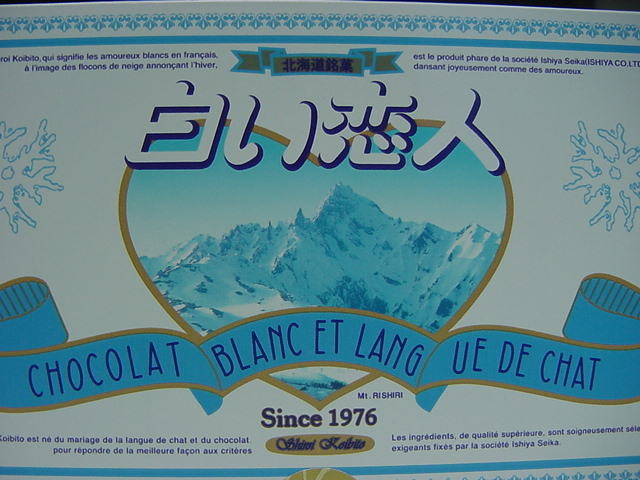 roi Koibito, qui signifie les amoureux blancs en français,
à l'image des flocons de neige annonçant l'hiver,
北海道銘菓
est le produit phare de la société Ishiya Seika(ISHIYA CO.LTD
dansant joyeusement comme des amoureux.
白い恋人
CHOCOLAT BLANC ET LANGUE DE CHAT
Mt. RISHIRI
Since 1976
Shiroi Koibito
Koibito est né du mariage de la langue de chat et du chocolat
pour répondre de la meilleure façon aux critères
Les ingrédients, de qualité supérieure, sont soigneusement séle
exigeants fixés par la société Ishiya Seika.